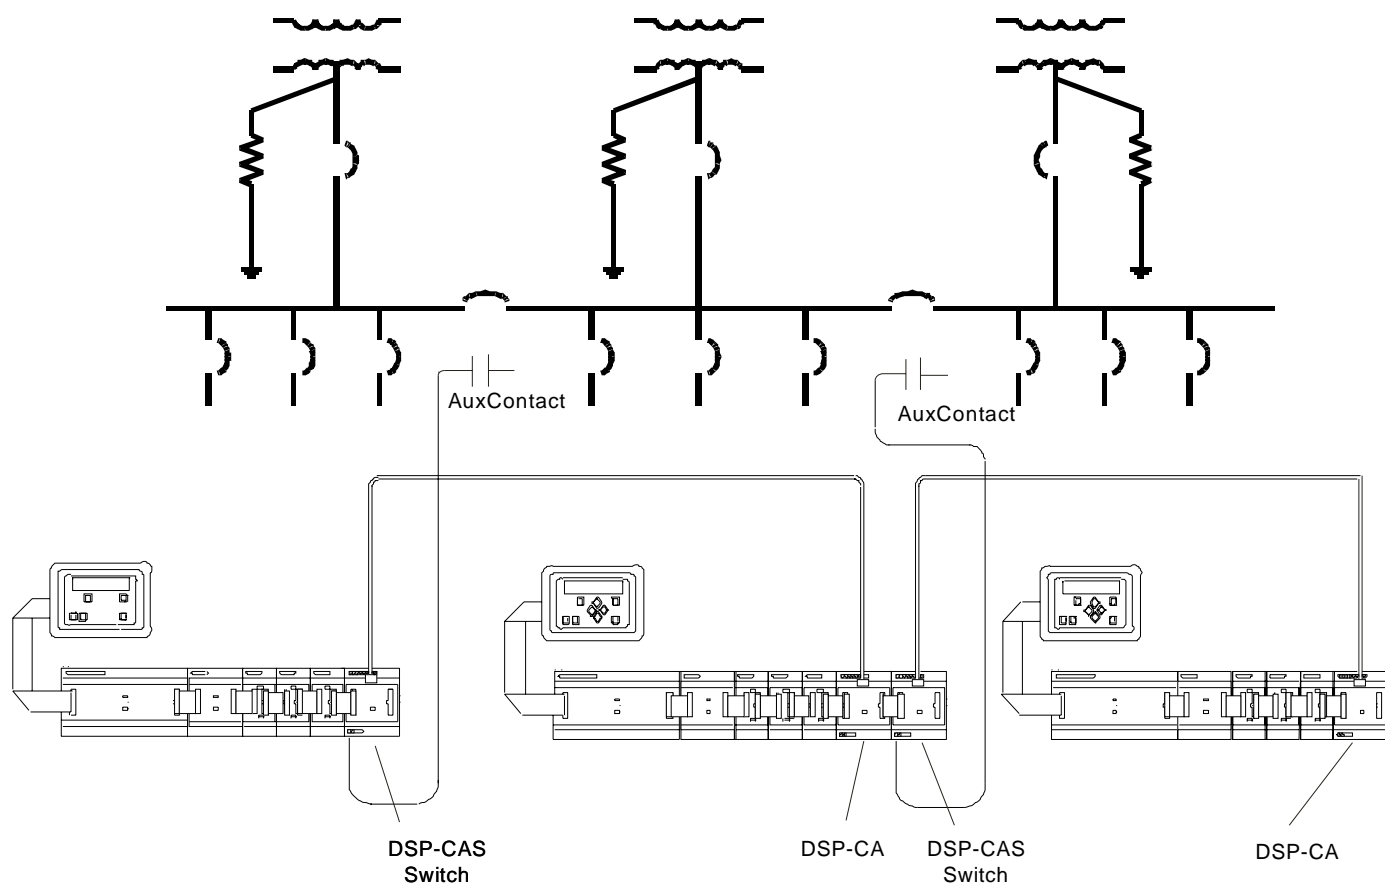 AuxContact
AuxContact
DSP-CAS
Switch
DSP-CA
DSP-CAS
Switch
DSP-CA